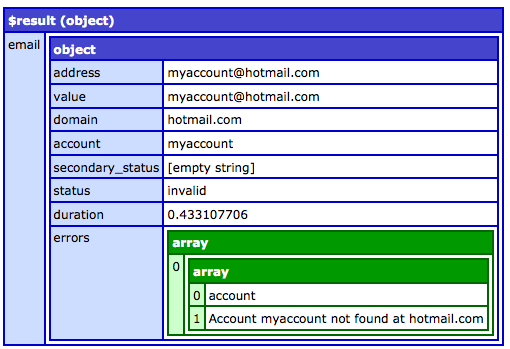 $result (object)
email
object
address myaccount@hotmail.com
value myaccount@hotmail.com
domain hotmail.com
account myaccount
secondary_status [empty string]
status invalid
duration 0.433107706
errors
array
0
array
0 account
1 Account myaccount not found at hotmail.com